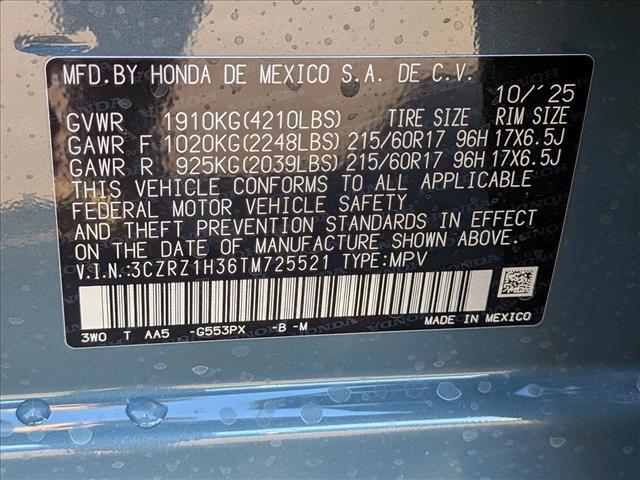 MFD.BY HONDA DE MEXICO S.A. DE C.V.
10/'25
GVWR 1910KG(4210LBS) TIRE SIZE RIM SIZE
GAWR F 1020KG(2248LBS) 215/60R17 96H 17X6.5J
GAWR R 925KG(2039LBS) 215/60R17 96H 17X6.5J
THIS VEHICLE CONFORMS TO ALL APPLICABLE
FEDERAL MOTOR VEHICLE SAFETY
AND THEFT PREVENTION STANDARDS IN EFFECT
ON THE DATE OF MANUFACTURE SHOWN ABOVE.
V.I.N.:3CZRZ1H36TM725521 TYPE:MPV
3WO T AA5 -G553PX -B -M
MADE IN MEXICO